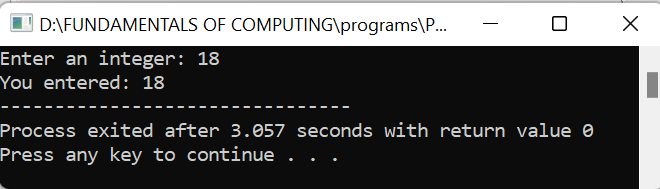 D:\FUNDAMENTALS OF COMPUTING\programs\P...
Enter an integer: 18
You entered: 18
--------------------------------
Process exited after 3.057 seconds with return value 0
Press any key to continue . . .